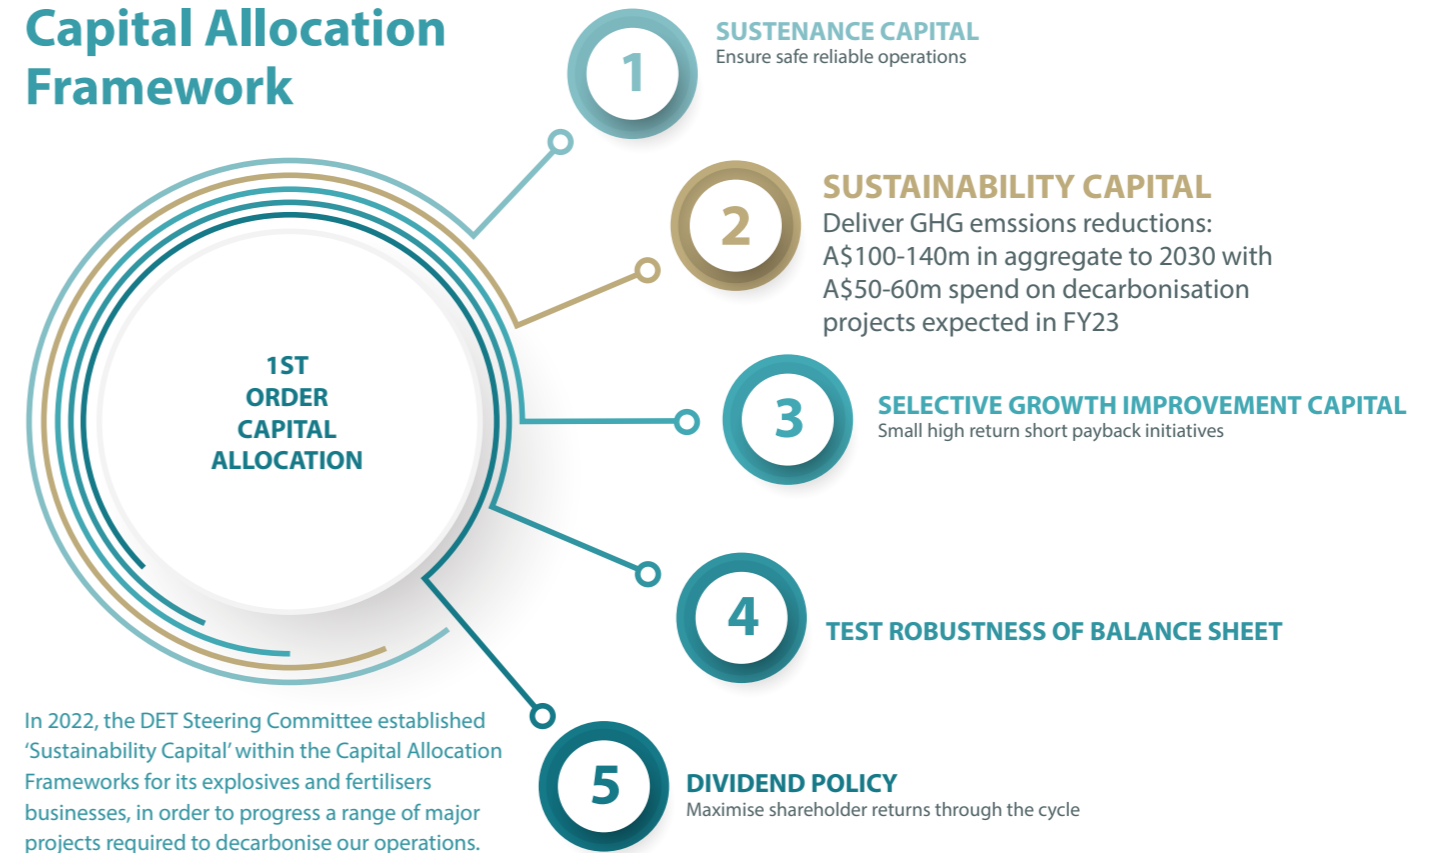 Capital Allocation
Framework
1
SUSTENANCE CAPITAL
Ensure safe reliable operations
2
SUSTAINABILITY CAPITAL
Deliver GHG emssions reductions:
A$100-140m in aggregate to 2030 with
A$50-60m spend on decarbonisation
projects expected in FY23
1ST
ORDER
CAPITAL
ALLOCATION
3
SELECTIVE GROWTH IMPROVEMENT CAPITAL
Small high return short payback initiatives
4
TEST ROBUSTNESS OF BALANCE SHEET
5
DIVIDEND POLICY
Maximise shareholder returns through the cycle
In 2022, the DET Steering Committee established
‘Sustainability Capital’ within the Capital Allocation
Frameworks for its explosives and fertilisers
businesses, in order to progress a range of major
projects required to decarbonise our operations.